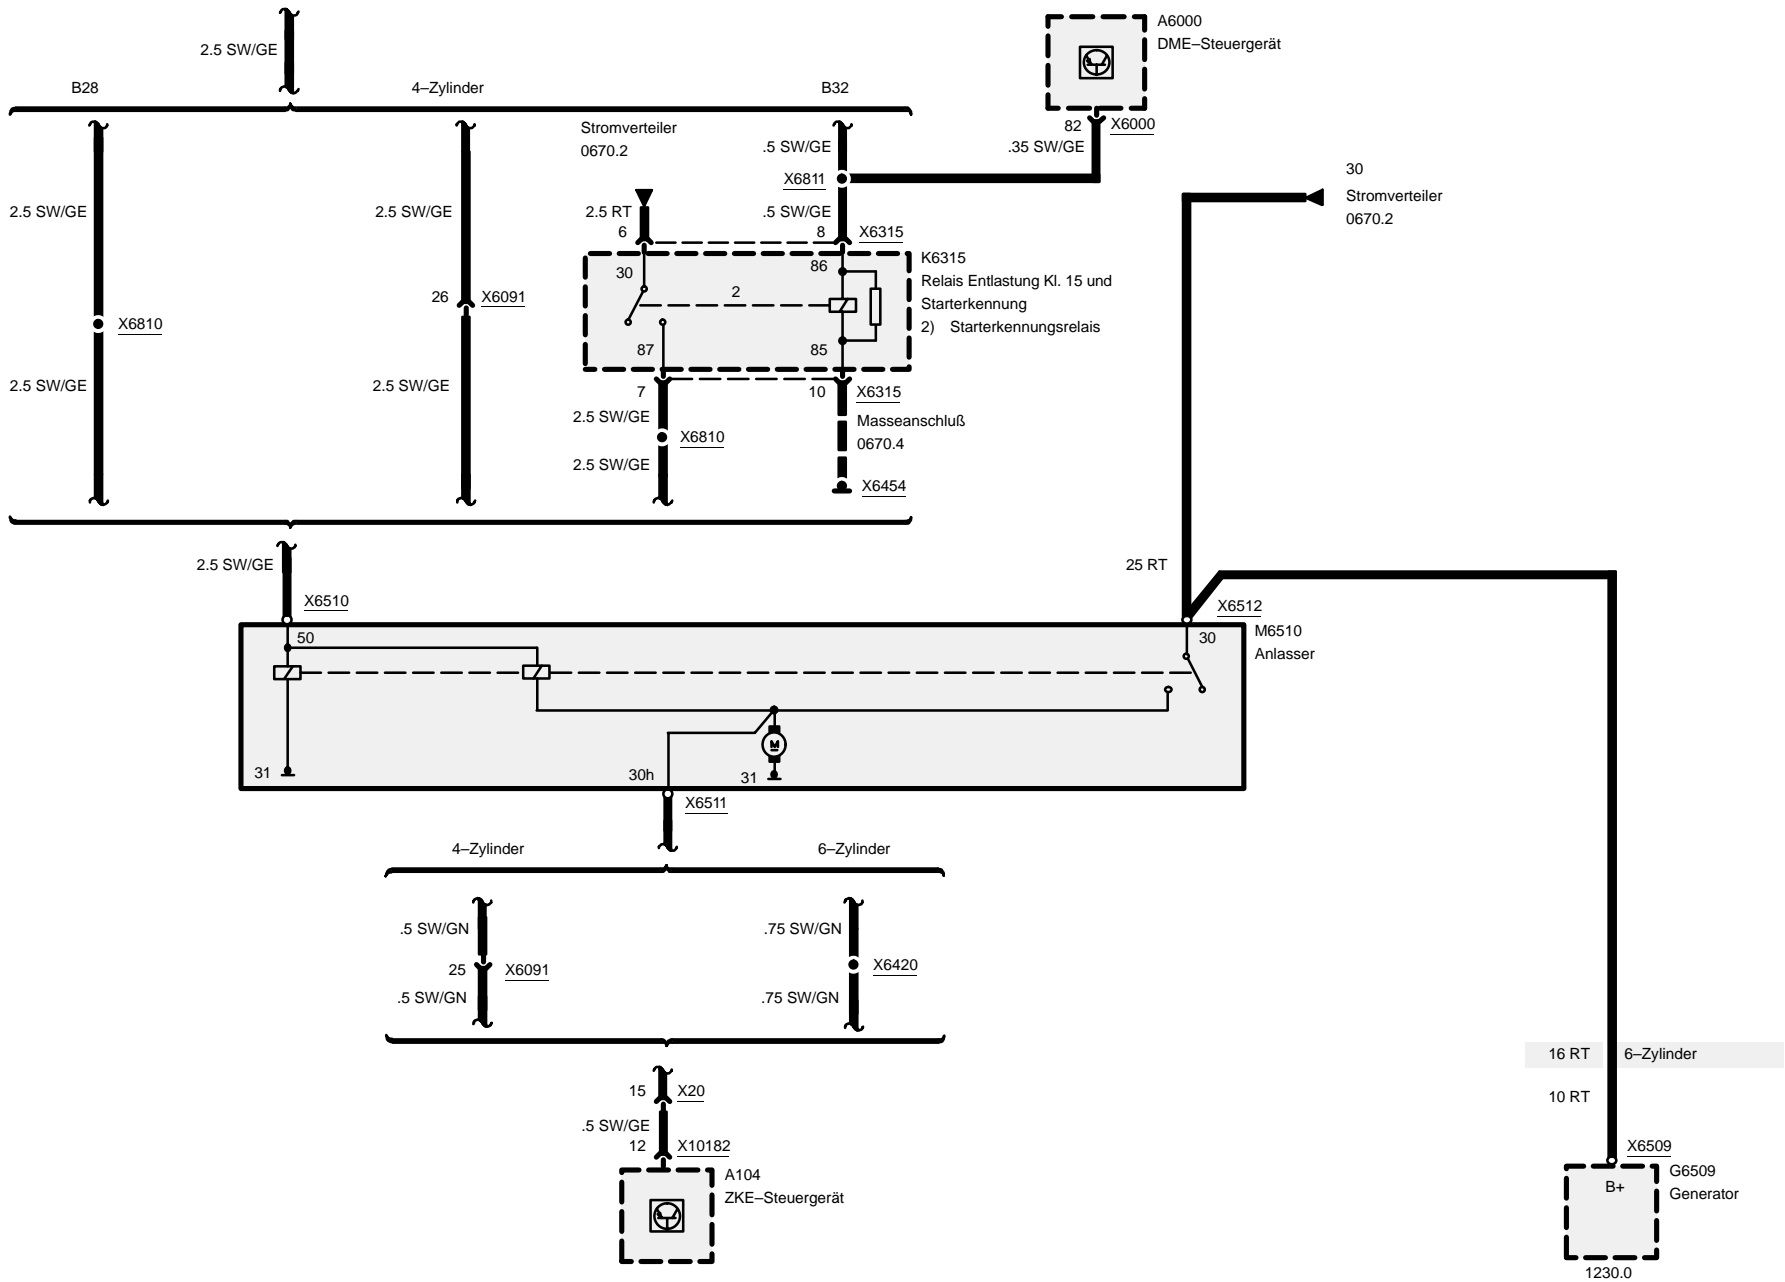 A6000
DME–Steuergerät
2.5 SW/GE
B28
4–Zylinder
B32
82
X6000
Stromverteiler
0670.2
.5 SW/GE
.35 SW/GE
X6811
30
Stromverteiler
0670.2
2.5 SW/GE
2.5 SW/GE
2.5 RT
.5 SW/GE
6
8
X6315
K6315
Relais Entlastung Kl. 15 und
Starterkennung
2) Starterkennungsrelais
30
86
2
87
85
26
X6091
X6810
2.5 SW/GE
2.5 SW/GE
7
10
X6315
2.5 SW/GE
Masseanschluß
0670.4
X6810
2.5 SW/GE
X6454
2.5 SW/GE
25 RT
X6510
X6512
M6510
Anlasser
50
30
M
31
30h
31
X6511
4–Zylinder
6–Zylinder
.5 SW/GN
.75 SW/GN
25
X6091
X6420
.5 SW/GN
.75 SW/GN
16 RT
6–Zylinder
10 RT
15
X20
.5 SW/GE
12
X10182
X6509
A104
ZKE–Steuergerät
G6509
Generator
B+
1230.0